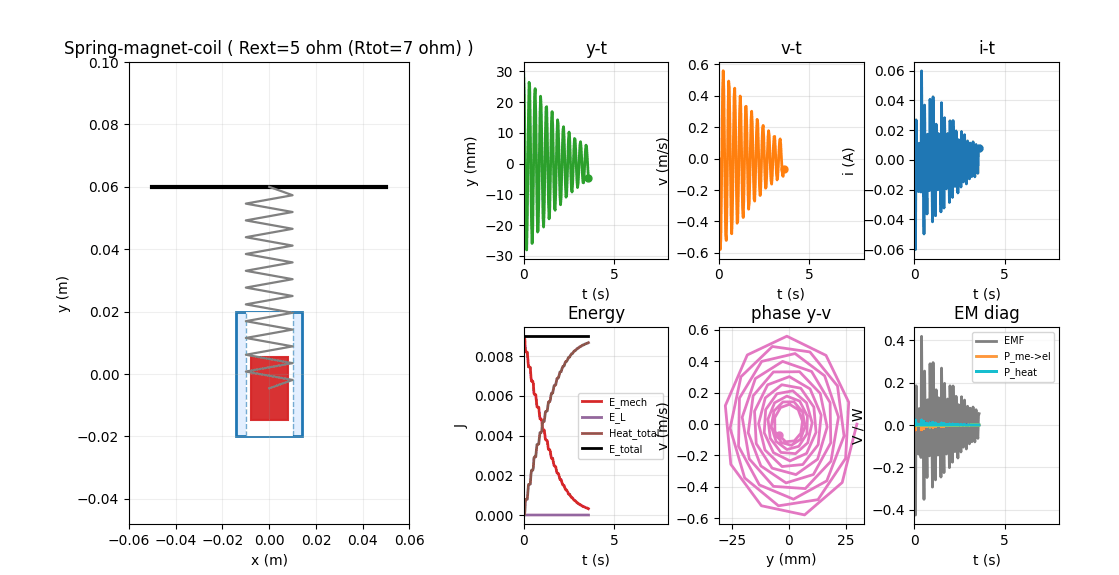 Spring-magnet-coil ( Rext=5 ohm (Rtot=7 ohm) )
0.10
0.08
0.06
0.04
0.02
0.00
−0.02
−0.04
y (m)
−0.06 −0.04 −0.02 0.00 0.02 0.04 0.06
x (m)
y-t
30
20
10
0
−10
−20
−30
y (mm)
0 5
t (s)
v-t
0.6
0.4
0.2
0.0
−0.2
−0.4
−0.6
v (m/s)
0 5
t (s)
i-t
0.06
0.04
0.02
0.00
−0.02
−0.04
−0.06
i (A)
0 5
t (s)
Energy
0.008
0.006
0.004
0.002
0.000
J
E_mech
E_L
Heat_total
E_total
0 5
t (s)
phase y-v
0.6
0.4
0.2
0.0
−0.2
−0.4
−0.6
v (m/s)
−25 0 25
y (mm)
EM diag
0.4
0.2
0.0
−0.2
−0.4
V / W
EMF
P_me->el
P_heat
0 5
t (s)